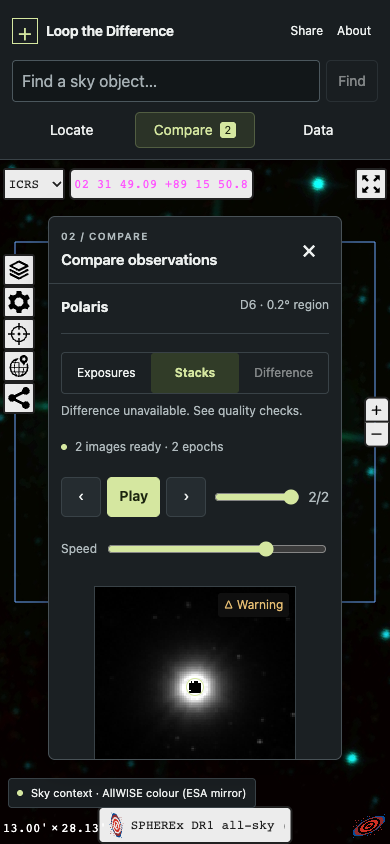 Loop the Difference
Share
About
Find a sky object...
Find
Locate
Compare 2
Data
ICRS
02 31 49.09 +89 15 50.8
02 / COMPARE
Compare observations
Polaris
D6 · 0.2° region
Exposures
Stacks
Difference
Difference unavailable. See quality checks.
2 images ready · 2 epochs
‹
Play
›
2/2
Speed
△ Warning
+
−
Sky context · AllWISE colour (ESA mirror)
13.00' × 28.13
SPHEREx DR1 all-sky